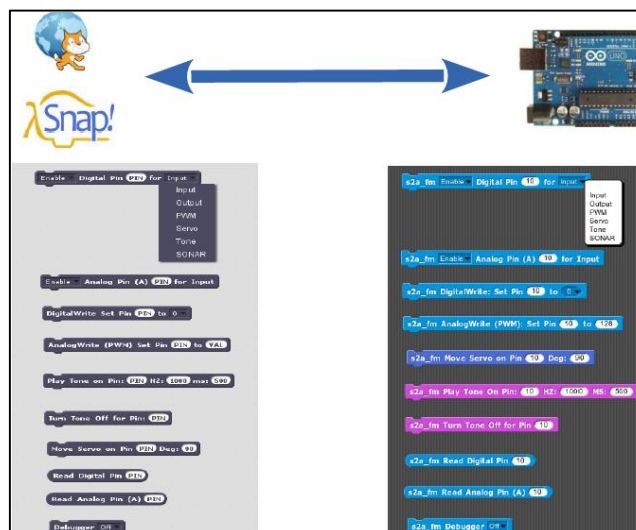 λSnap!
ARDUINO
UNO
Enable Digital Pin PIN for Input
Input
Output
PWM
Servo
Tone
SONAR
Enable Analog Pin (A) PIN for Input
DigitalWrite Set Pin PIN to 0
AnalogWrite (PWM) Set Pin PIN to VAL
Play Tone on Pin: PIN HZ: 1000 ms: 500
Turn Tone Off for Pin: PIN
Move Servo on Pin PIN Deg: 90
Read Digital Pin PIN
Read Analog Pin (A) PIN
Debugger Off
s2a_fm Enable Digital Pin 10 for Input
Input
Output
PWM
Servo
Tone
SONAR
s2a_fm Enable Analog Pin (A) 10 for Input
s2a_fm DigitalWrite: Set Pin 10 to 0
s2a_fm AnalogWrite (PWM): Set Pin 10 to 128
s2a_fm Move Servo on Pin 10 Deg: 90
s2a_fm Play Tone On Pin: 10 HZ: 1000 MS: 500
s2a_fm Turn Tone Off for Pin 10
s2a_fm Read Digital Pin 10
s2a_fm Read Analog Pin (A) 10
s2a_fm Debugger Off